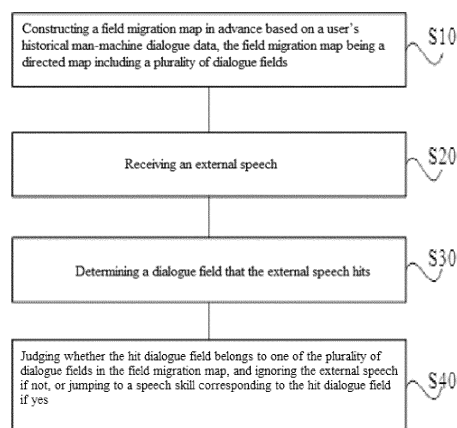 Constructing a field migration map in advance based on a user's
historical man-machine dialogue data, the field migration map being a
directed map including a plurality of dialogue fields
S10
Receiving an external speech
S20
Determining a dialogue field that the external speech hits
S30
Judging whether the hit dialogue field belongs to one of the plurality of
dialogue fields in the field migration map, and ignoring the external speech
if not, or jumping to a speech skill corresponding to the hit dialogue field
if yes
S40